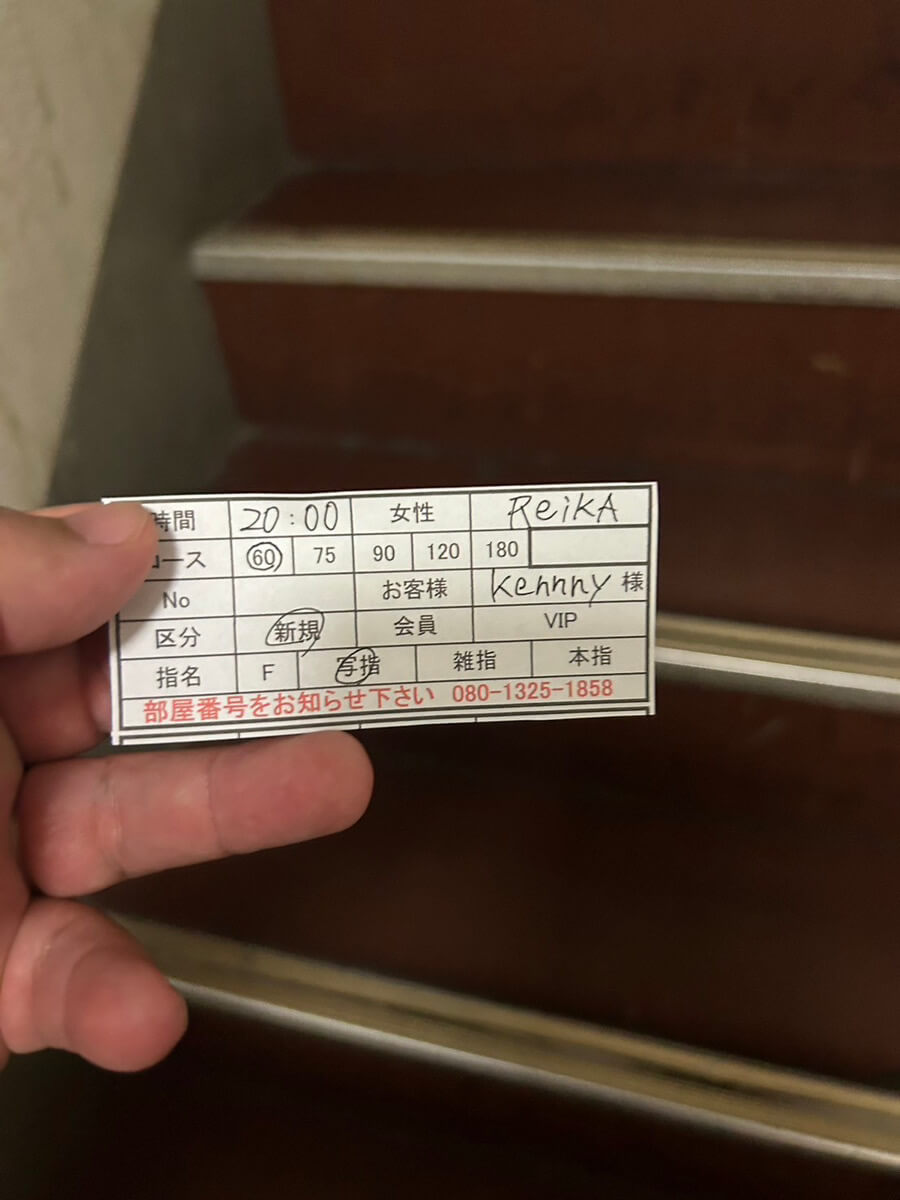 時間 20:00 女性 ReikA
コース 60 75 90 120 180
No お客様 kennny 様
区分 新規 会員 VIP
指名 F 写指 雑指 本指
部屋番号をお知らせ下さい 080-1325-1858